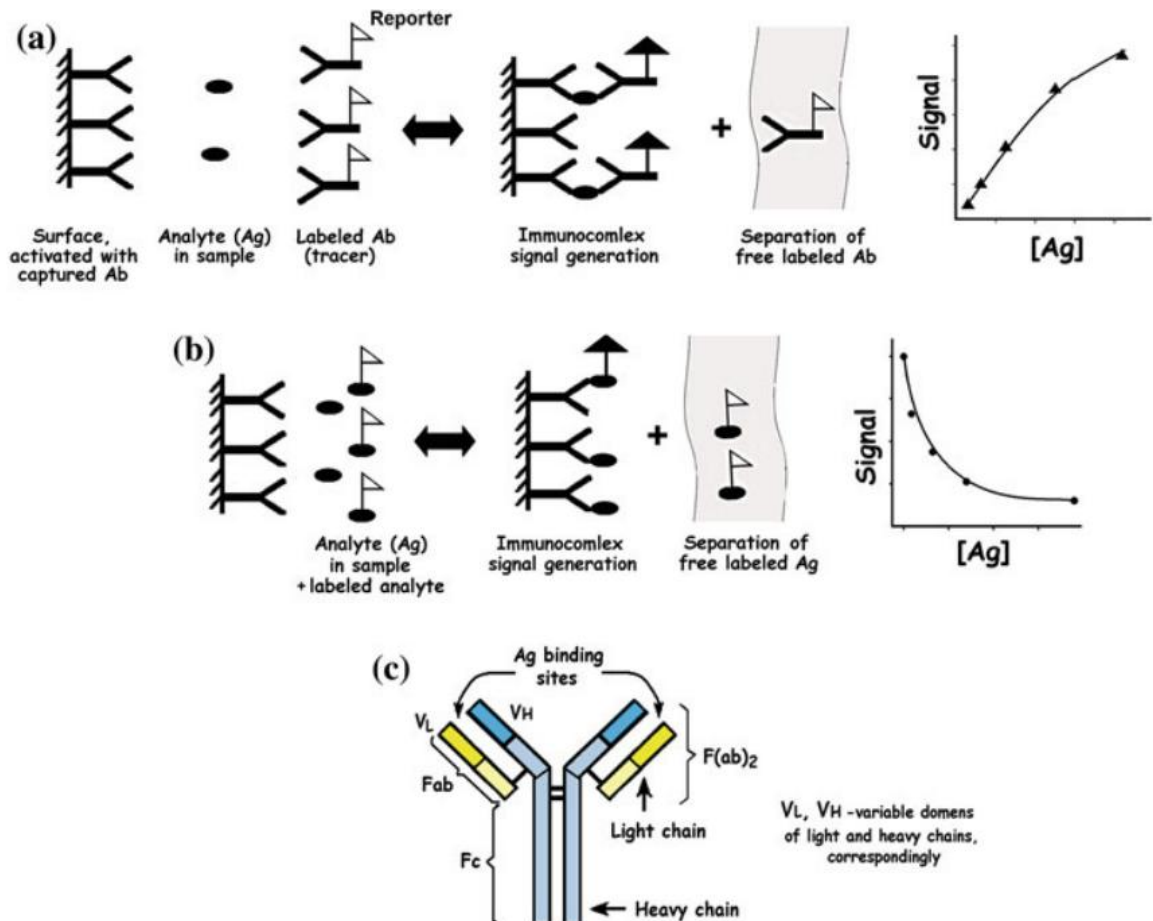 (a)
Reporter
Surface,
activated with
captured Ab
Analyte (Ag)
in sample
Labeled Ab
(tracer)
Immunocomlex
signal generation
+
Separation of
free labeled Ab
Signal
[Ag]
(b)
Analyte (Ag)
in sample
+ labeled analyte
Immunocomlex
signal generation
+
Separation of
free labeled Ag
Signal
[Ag]
(c)
Ag binding
sites
VL
VH
Fab
F(ab)2
Light chain
Fc
Heavy chain
VL, VH -variable domens
of light and heavy chains,
correspondingly